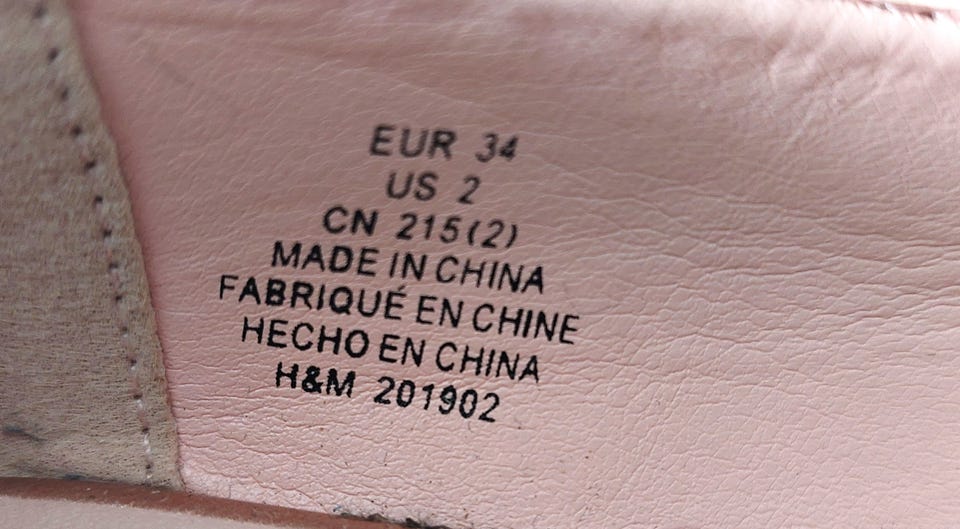 EUR 34
US 2
CN 215(2)
MADE IN CHINA
FABRIQUÉ EN CHINE
HECHO EN CHINA
H&M 201902